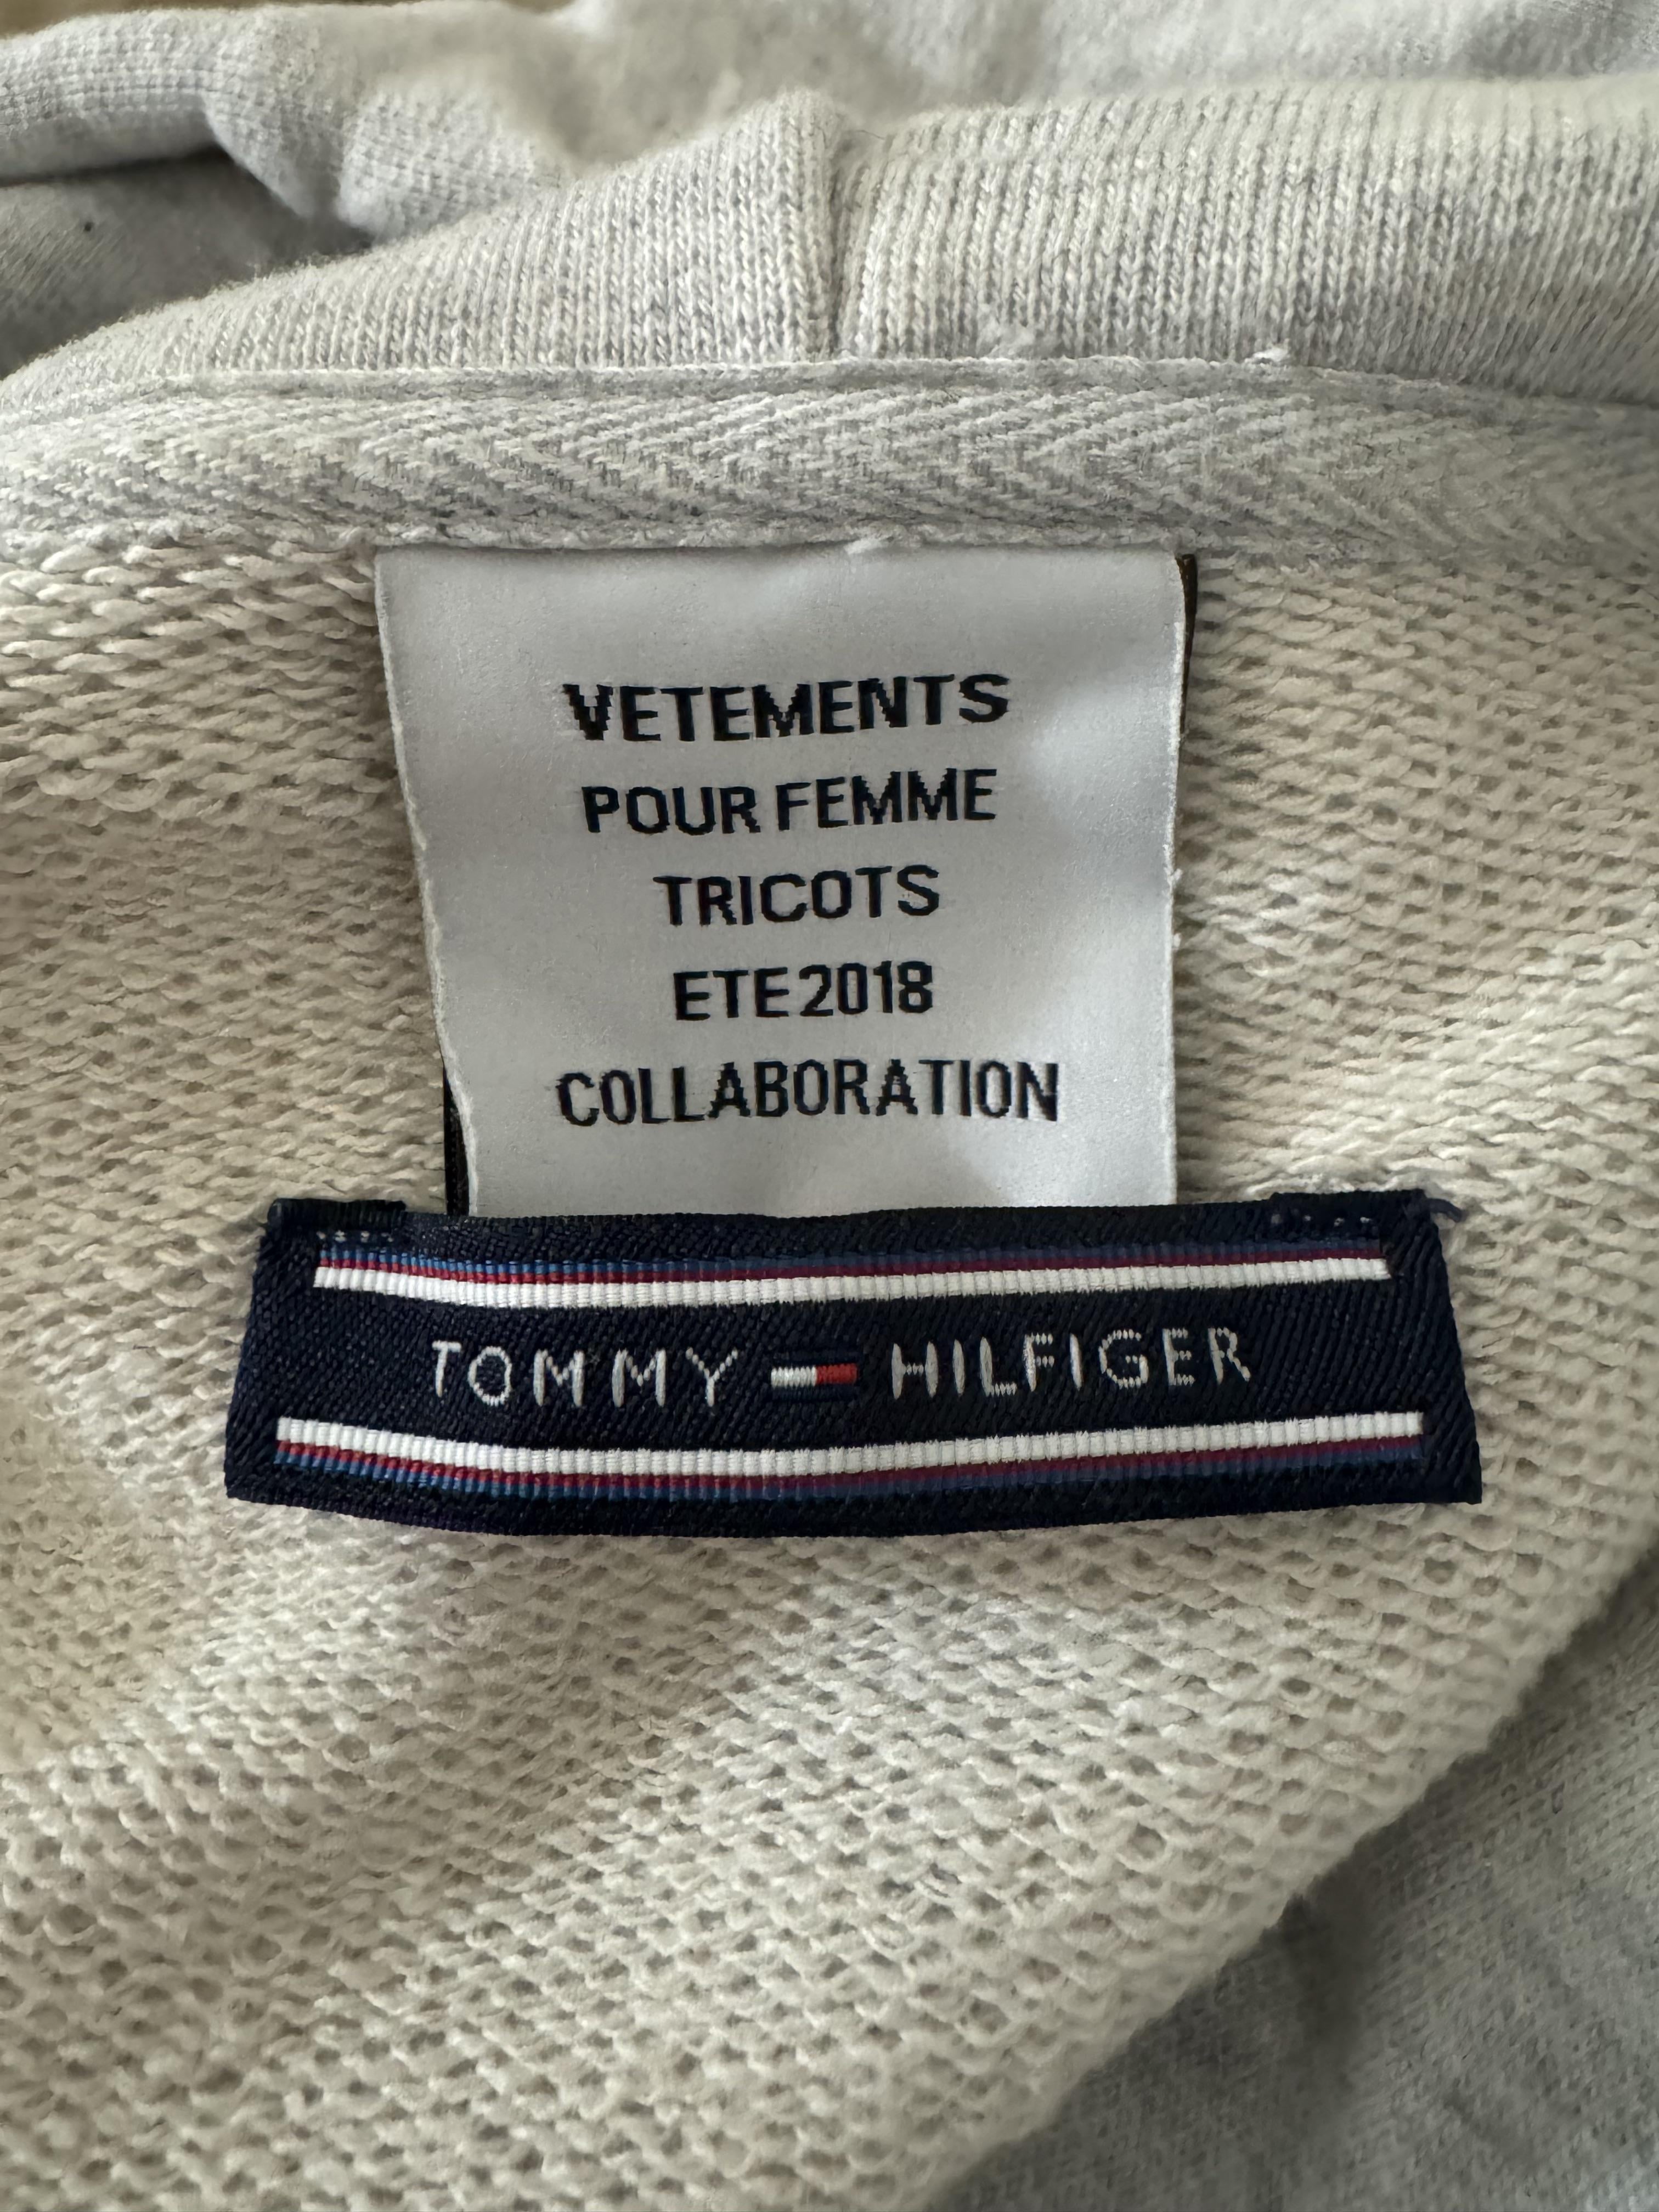 VETEMENTS
POUR FEMME
TRICOTS
ETE 2018
COLLABORATION
TOMMY HILFIGER